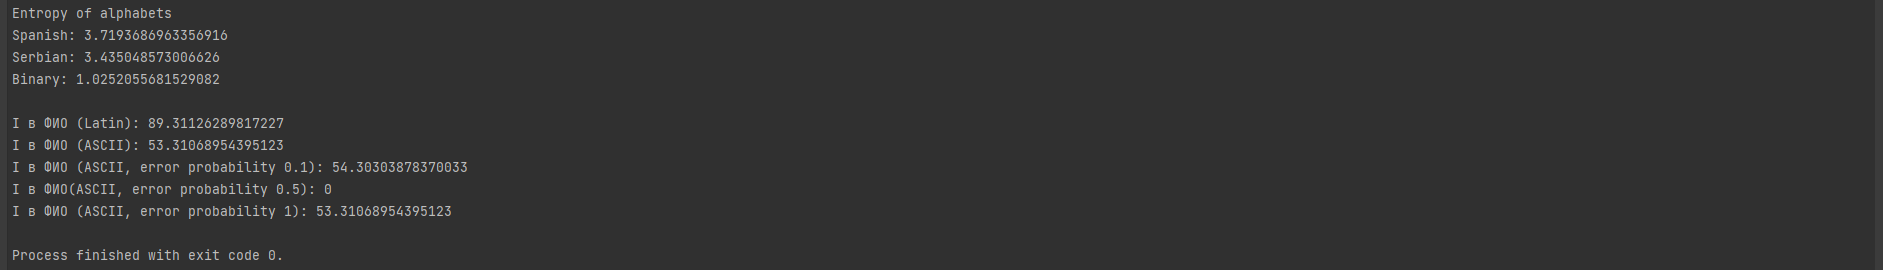 Entropy of alphabets
Spanish: 3.7193686963356916
Serbian: 3.435048573006626
Binary: 1.0252055681529082
I в ФИО (Latin): 89.31126289817227
I в ФИО (ASCII): 53.31068954395123
I в ФИО (ASCII, error probability 0.1): 54.30303878370033
I в ФИО(ASCII, error probability 0.5): 0
I в ФИО (ASCII, error probability 1): 53.31068954395123
Process finished with exit code 0.